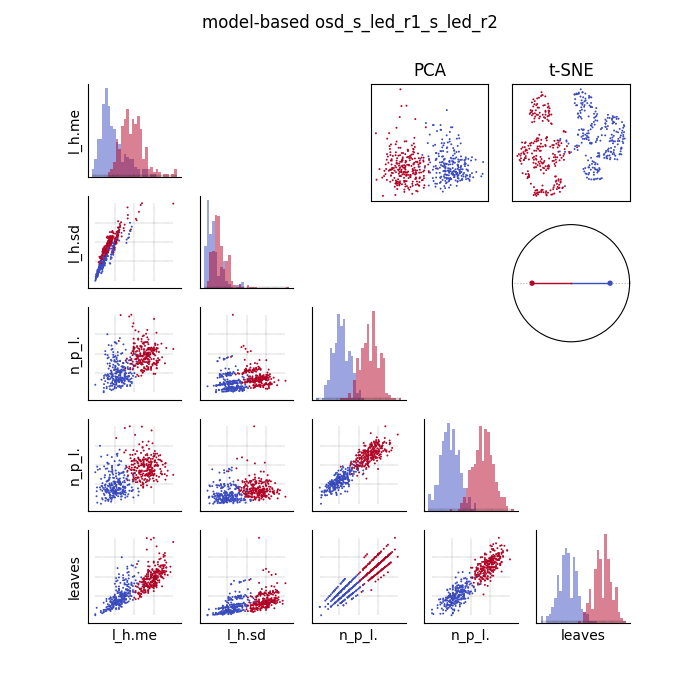 model-based osd_s_led_r1_s_led_r2
PCA
t-SNE
l_h.me
l_h.sd
n_p_l.
n_p_l.
leaves
l_h.me
l_h.sd
n_p_l.
n_p_l.
leaves